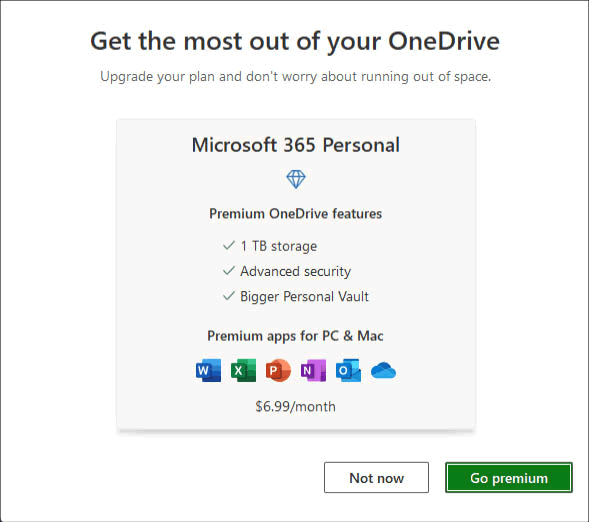 Get the most out of your OneDrive
Upgrade your plan and don't worry about running out of space.
Microsoft 365 Personal
Premium OneDrive features
1 TB storage
Advanced security
Bigger Personal Vault
Premium apps for PC & Mac
W X P N O
$6.99/month
Not now Go premium